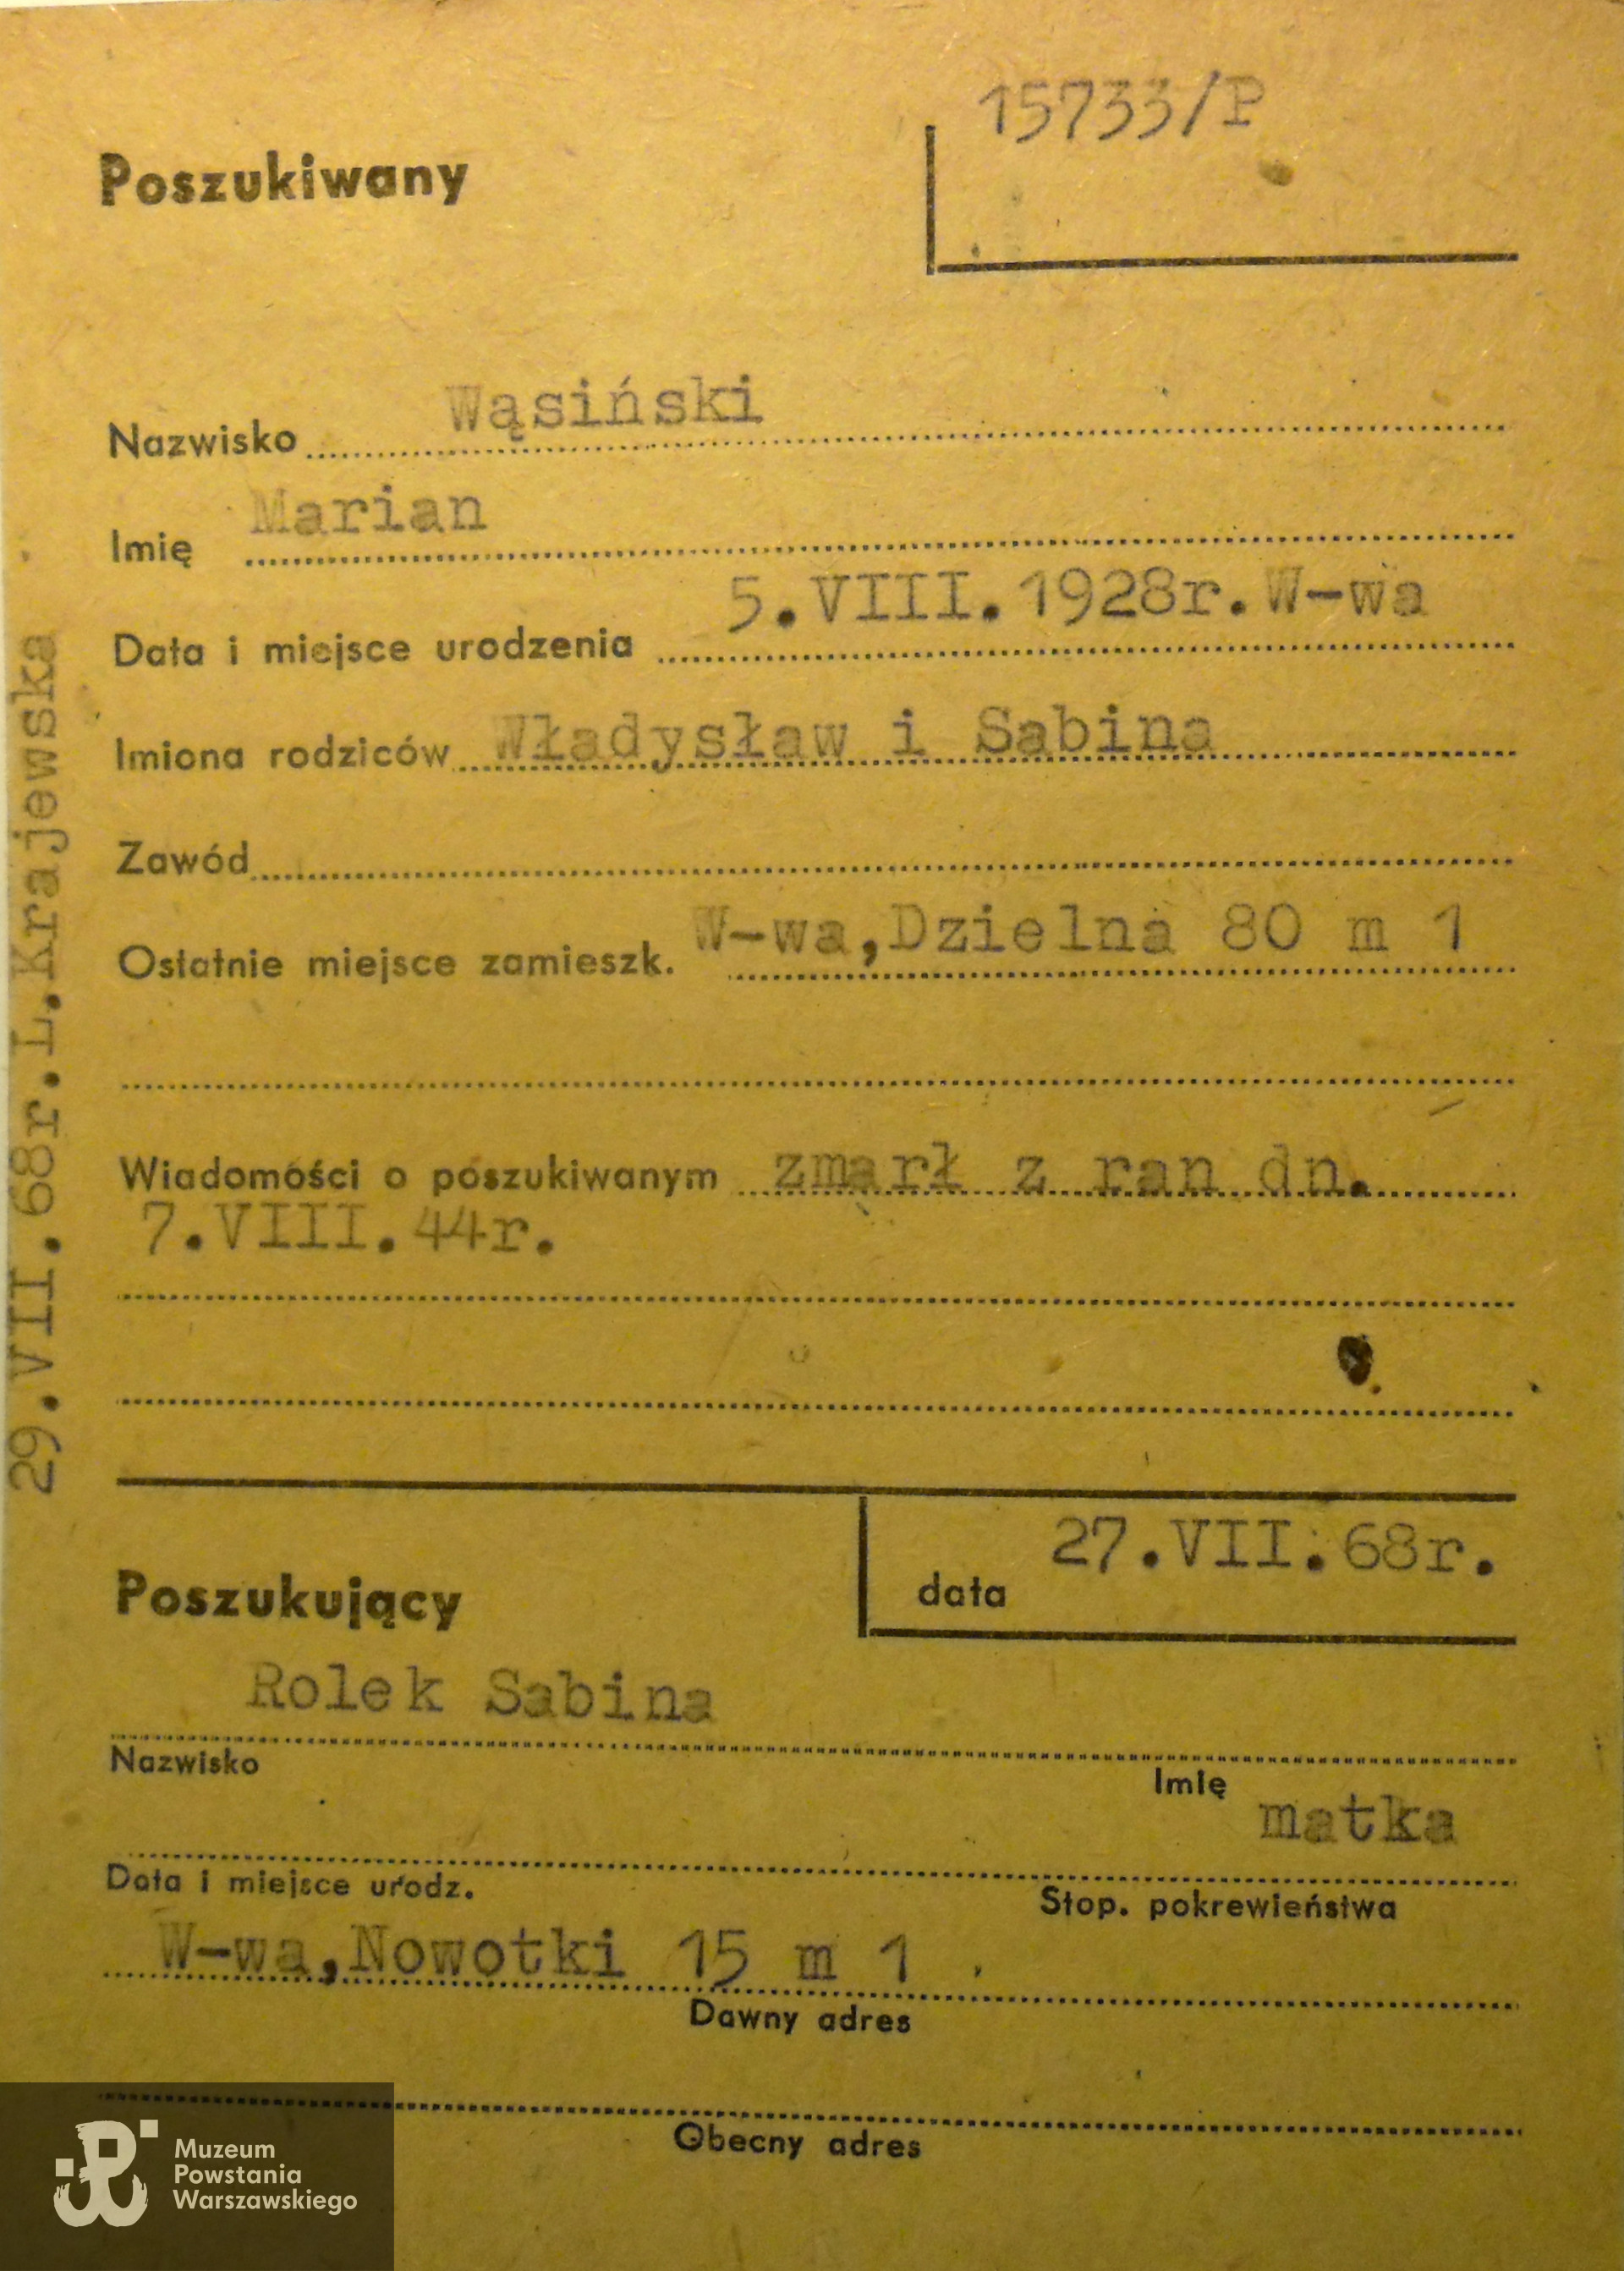 15733/P
Poszukiwany
Nazwisko Wąsiński
Imię Marian
Data i miejsce urodzenia 5.VIII.1928r. W-wa
Imiona rodziców Władysław i Sabina
Zawód
Ostatnie miejsce zamieszk. W-wa,Dzielna 80 m 1
Wiadomości o poszukiwanym zmarł z ran dn.
7.VIII.44r.
29.VII.68r.L.Krajewska
Poszukujący
data 27.VII.68r.
Rolek Sabina
Nazwisko Imię
matka
Data i miejsce urodz. Stop. pokrewieństwa
W-wa,Nowotki 15 m 1
Dawny adres
Obecny adres
Muzeum
Powstania
Warszawskiego